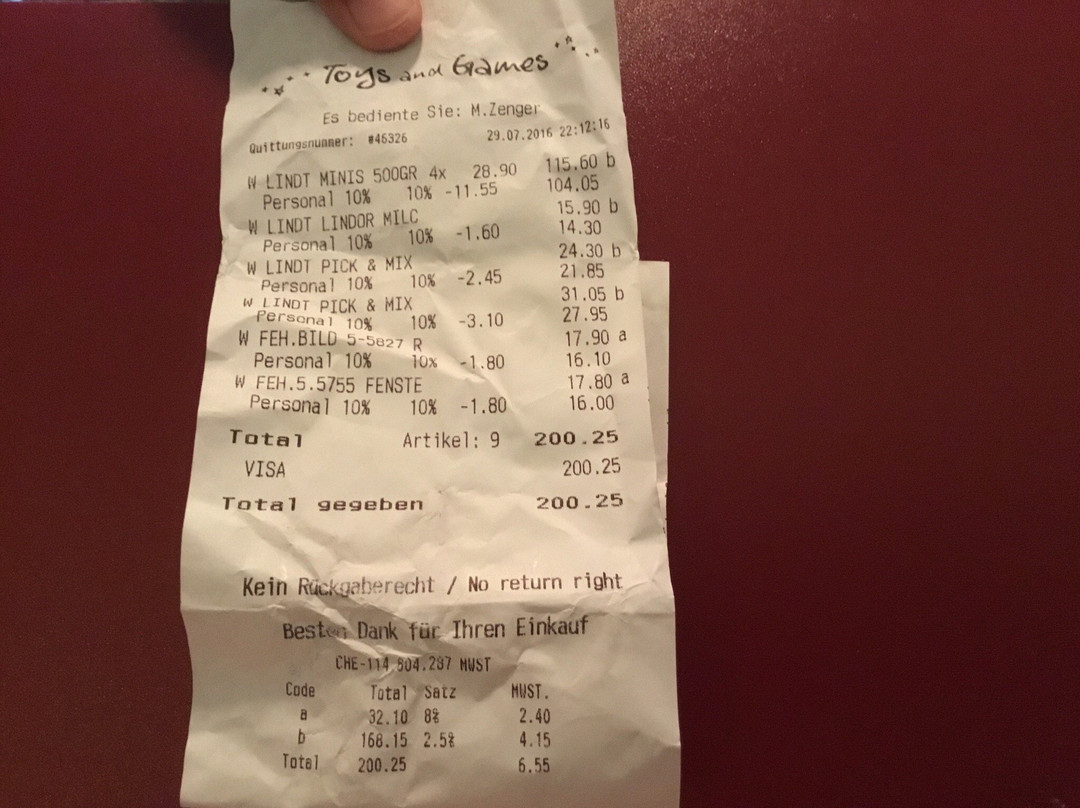 Toys and Games
Es bediente Sie: M.Zenger
Quittungsnummer: #46326 29.07.2016 22:12:16
W LINDT MINIS 500GR 4x 28.90 115.60 b
Personal 10% 10% -11.55 104.05
W LINDT LINDOR MILC 15.90 b
Personal 10% 10% -1.60 14.30
W LINDT PICK & MIX 24.30 b
Personal 10% 10% -2.45 21.85
W LINDT PICK & MIX 31.05 b
Personal 10% 10% -3.10 27.95
W FEH.BILD 5-5827 R 17.90 a
Personal 10% 10% -1.80 16.10
W FEH.5.5755 FENSTE 17.80 a
Personal 10% 10% -1.80 16.00
Total Artikel: 9 200.25
VISA 200.25
Total gegeben 200.25
Kein Rückgaberecht / No return right
Besten Dank für Ihren Einkauf
CHE-114.804.287 MWST
Code Total Satz MWST.
a 32.10 8% 2.40
b 168.15 2.5% 4.15
Total 200.25 6.55